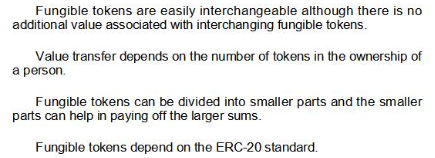 Fungible tokens are easily interchangeable although there is no
additional value associated with interchanging fungible tokens.
Value transfer depends on the number of tokens in the ownership of
a person.
Fungible tokens can be divided into smaller parts and the smaller
parts can help in paying off the larger sums.
Fungible tokens depend on the ERC-20 standard.